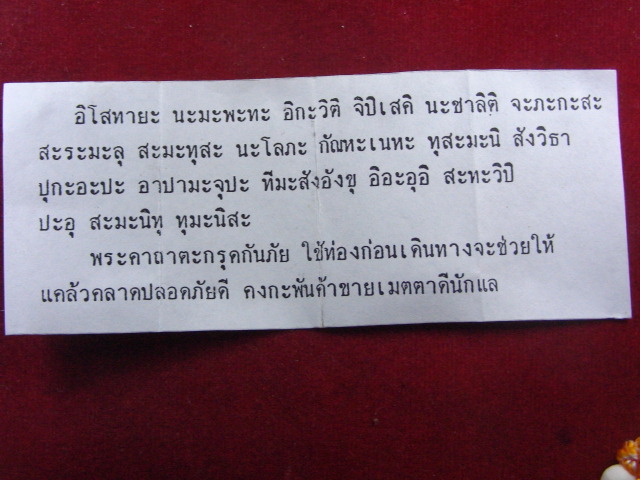 อิโสทายะ นะมะพะทะ อิกะวิติ จิปิเสคิ นะชาลิติ จะภะกะสะ
สะระมะลุ สะมะทุสะ นะโลภะ กัณหะเนหะ ทุสะมะนิ สังวิธา
ปุกะอะปะ อาปามะจุปะ ทีมะสังอังขุ อิอะอุอิ สะทะวิปิ
ปะอุ สะมะนิทุ ทุมะนิสะ
พระคาถาตะกรุดกันภัย ใช้ท่องก่อนเดินทางจะช่วยให้
แคล้วคลาดปลอดภัยดี คงกะพันค้าขายเมตตาดีนักแล